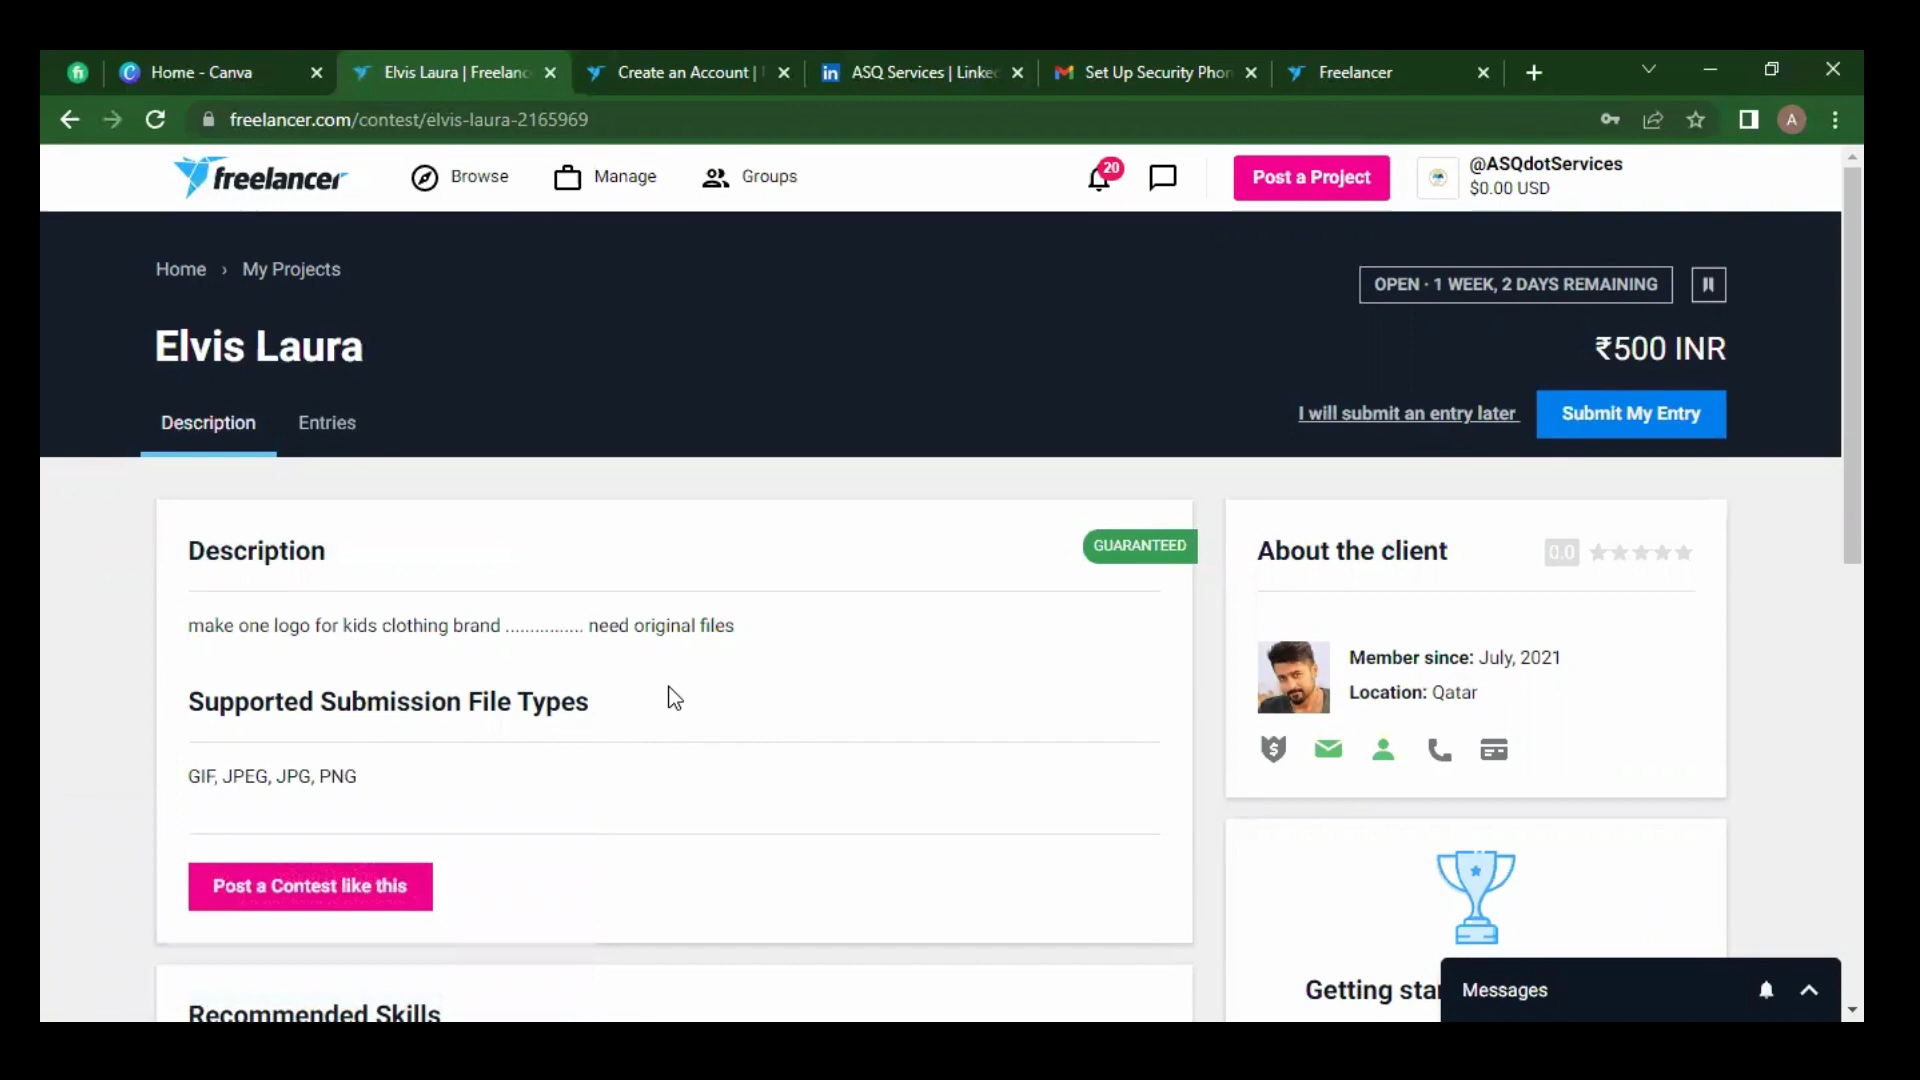 Home - Canva
Elvis Laura | Freelanc
Create an Account |
in ASQ Services | Linke
Set Up Security Phon
Freelancer
freelancer.com/contest/elvis-laura-2165969
A
freelancer
Browse
Manage
Groups
20
Post a Project
@ASQdotServices
$0.00 USD
Home › My Projects
OPEN · 1 WEEK, 2 DAYS REMAINING
Elvis Laura
₹500 INR
Description
Entries
I will submit an entry later
Submit My Entry
Description
GUARANTEED
make one logo for kids clothing brand ................ need original files
Supported Submission File Types
GIF, JPEG, JPG, PNG
Post a Contest like this
Recommended Skills
About the client
0.0
Member since: July, 2021
Location: Qatar
Getting star
Messages